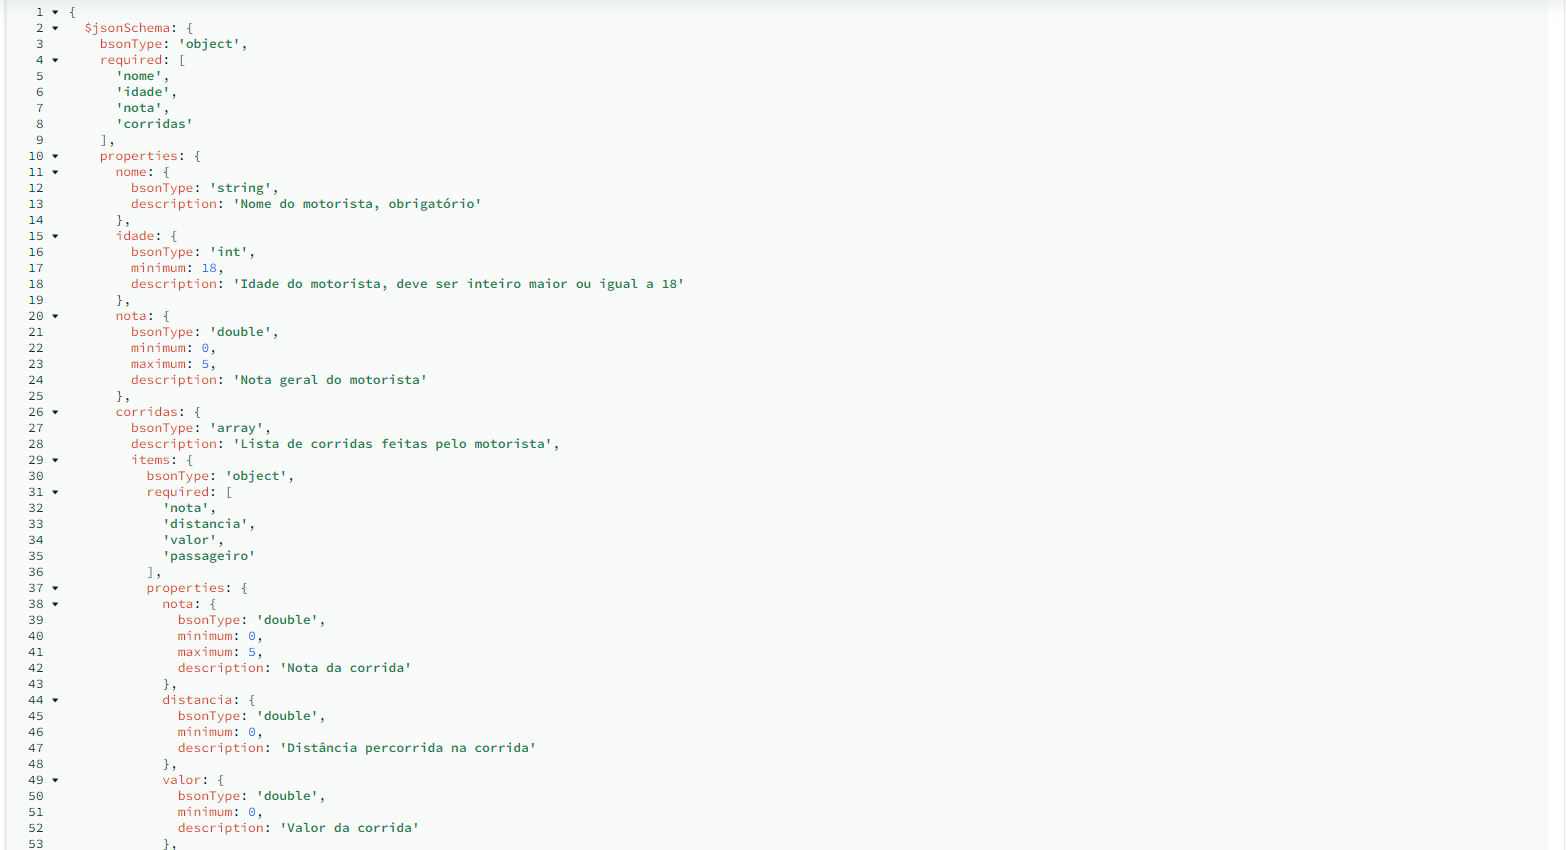 1 {
2 $jsonSchema: {
3 bsonType: 'object',
4 required: [
5 'nome',
6 'idade',
7 'nota',
8 'corridas'
9 ],
10 properties: {
11 nome: {
12 bsonType: 'string',
13 description: 'Nome do motorista, obrigatório'
14 },
15 idade: {
16 bsonType: 'int',
17 minimum: 18,
18 description: 'Idade do motorista, deve ser inteiro maior ou igual a 18'
19 },
20 nota: {
21 bsonType: 'double',
22 minimum: 0,
23 maximum: 5,
24 description: 'Nota geral do motorista'
25 },
26 corridas: {
27 bsonType: 'array',
28 description: 'Lista de corridas feitas pelo motorista',
29 items: {
30 bsonType: 'object',
31 required: [
32 'nota',
33 'distancia',
34 'valor',
35 'passageiro'
36 ],
37 properties: {
38 nota: {
39 bsonType: 'double',
40 minimum: 0,
41 maximum: 5,
42 description: 'Nota da corrida'
43 },
44 distancia: {
45 bsonType: 'double',
46 minimum: 0,
47 description: 'Distância percorrida na corrida'
48 },
49 valor: {
50 bsonType: 'double',
51 minimum: 0,
52 description: 'Valor da corrida'
53 },